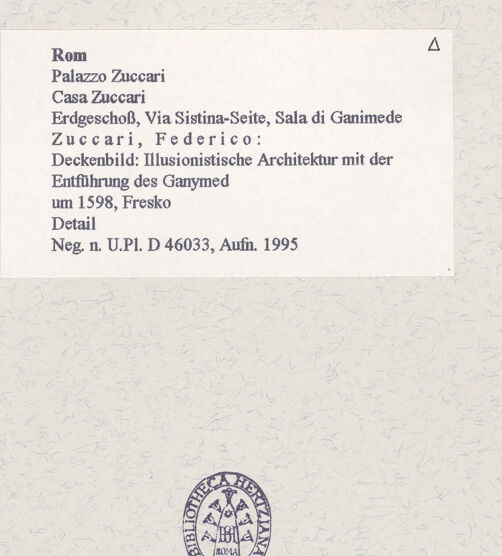 Δ
Rom
Palazzo Zuccari
Casa Zuccari
Erdgeschoß, Via Sistina-Seite, Sala di Ganimede
Zuccari, Federico:
Deckenbild: Illusionistische Architektur mit der
Entführung des Ganymed
um 1598, Fresko
Detail
Neg. n. U.Pl. D 46033, Aufn. 1995
BIBLIOTHECA HERTZIANA
BH
ROMA